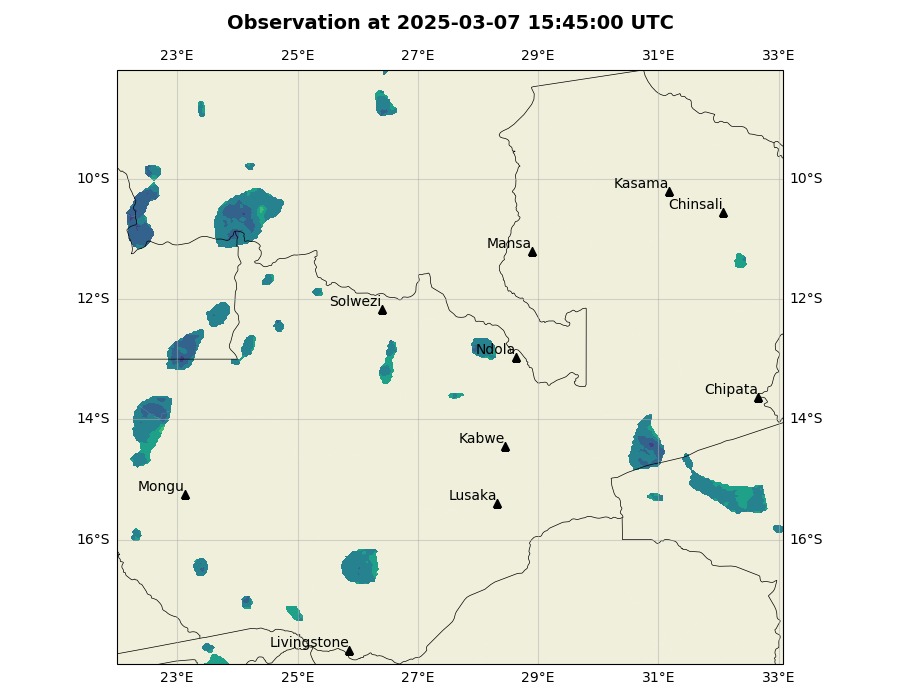 Observation at 2025-03-07 15:45:00 UTC
23°E 25°E 27°E 29°E 31°E 33°E
10°S 10°S
Kasama
Chinsali
Mansa
12°S 12°S
Solwezi
Ndola
Chipata
14°S 14°S
Kabwe
Mongu
Lusaka
16°S 16°S
Livingstone
23°E 25°E 27°E 29°E 31°E 33°E